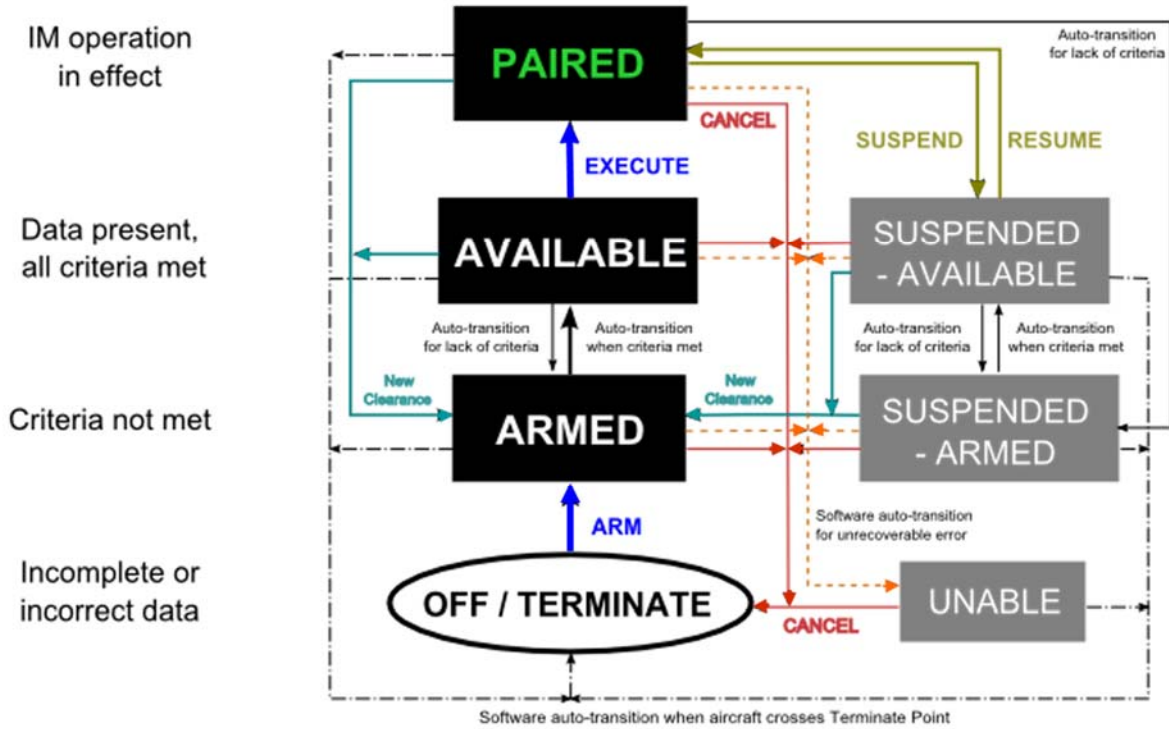 IM operation
in effect
PAIRED
Auto-transition
for lack of criteria
CANCEL
SUSPEND
RESUME
EXECUTE
Data present,
all criteria met
AVAILABLE
SUSPENDED
- AVAILABLE
Auto-transition
for lack of criteria
Auto-transition
when criteria met
Auto-transition
for lack of criteria
Auto-transition
when criteria met
New
Clearance
New
Clearance
Criteria not met
ARMED
SUSPENDED
- ARMED
ARM
Software auto-transition
for unrecoverable error
Incomplete or
incorrect data
OFF / TERMINATE
CANCEL
UNABLE
Software auto-transition when aircraft crosses Terminate Point